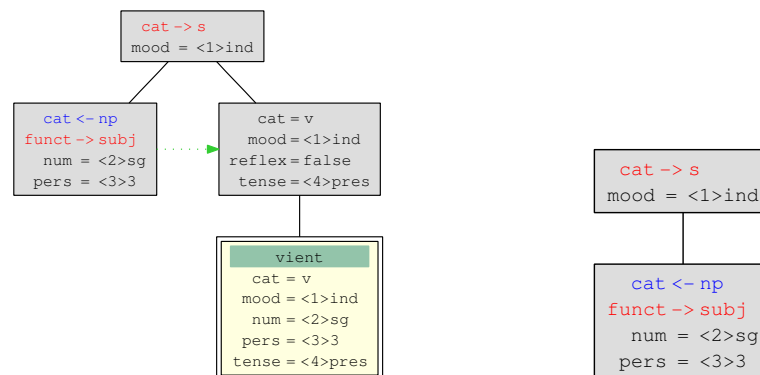 cat -> s
mood = <1>ind
cat <- np
funct -> subj
num = <2>sg
pers = <3>3
cat = v
mood = <1>ind
reflex = false
tense = <4>pres
vient
cat = v
mood = <1>ind
num = <2>sg
pers = <3>3
tense = <4>pres
cat -> s
mood = <1>ind
cat <- np
funct -> subj
num = <2>sg
pers = <3>3